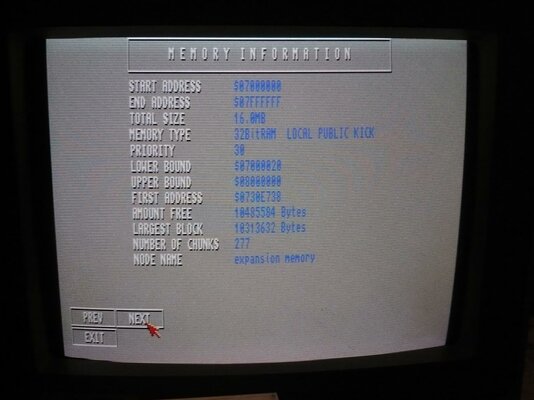 MEMORY INFORMATION
START ADDRESS $07000000
END ADDRESS $07FFFFFF
TOTAL SIZE 16.0MB
MEMORY TYPE 32BitRAM LOCAL PUBLIC KICK
PRIORITY 30
LOWER BOUND $07000020
UPPER BOUND $08000000
FIRST ADDRESS $0730E738
AMOUNT FREE 10485584 Bytes
LARGEST BLOCK 10313632 Bytes
NUMBER OF CHUNKS 277
NODE NAME expansion memory
PREV NEXT
EXIT